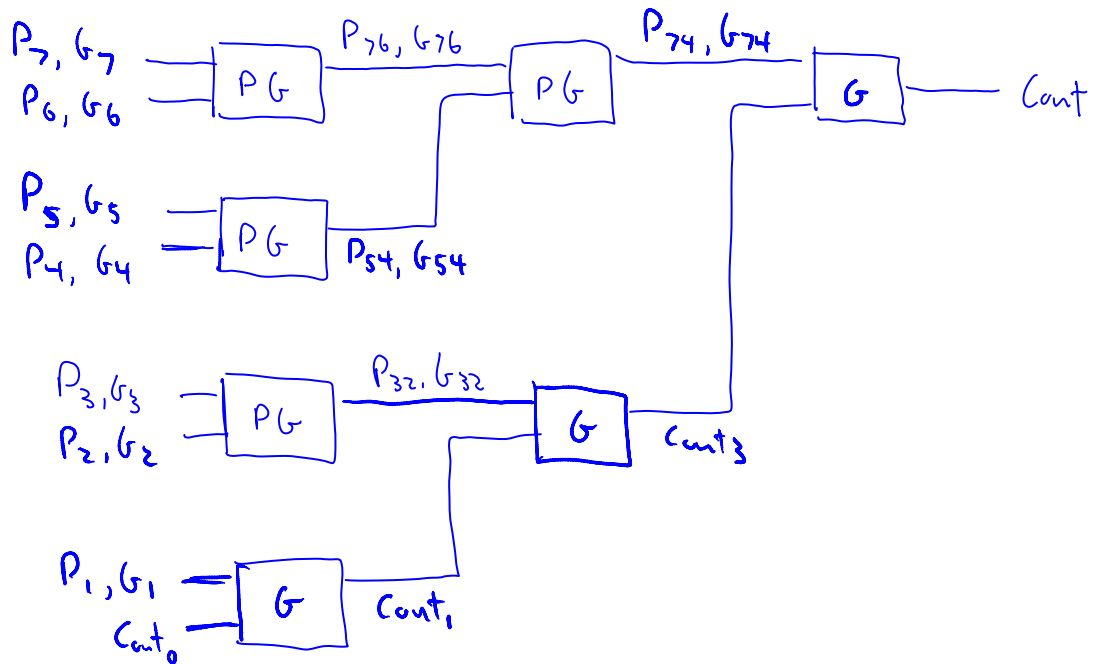 P7, G7
P6, G6
PG
P76, G76
PG
P74, G74
G
Cout
P5, G5
P4, G4
PG
P54, G54
P3, G3
P2, G2
PG
P32, G32
G
Cout3
P1, G1
Cout0
G
Cout1